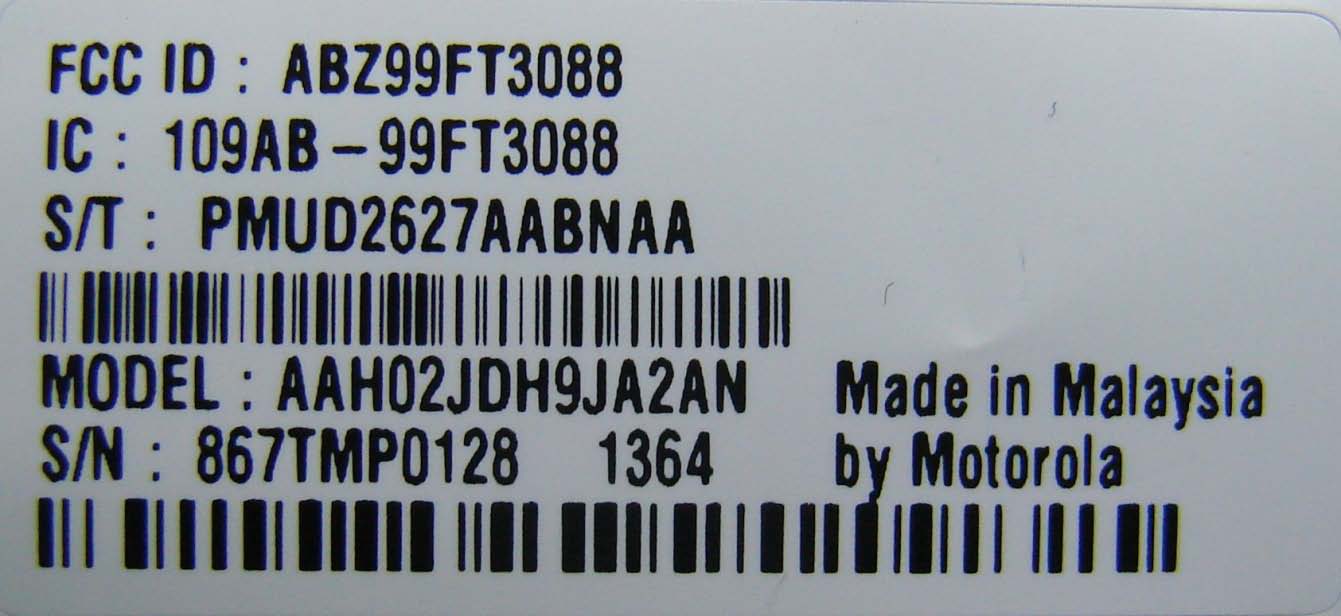 FCC ID : ABZ99FT3088
IC : 109AB – 99FT3088
S/T : PMUD2627AABNAA
MODEL : AAH02JDH9JA2AN Made in Malaysia
S/N : 867TMP0128 1364 by Motorola